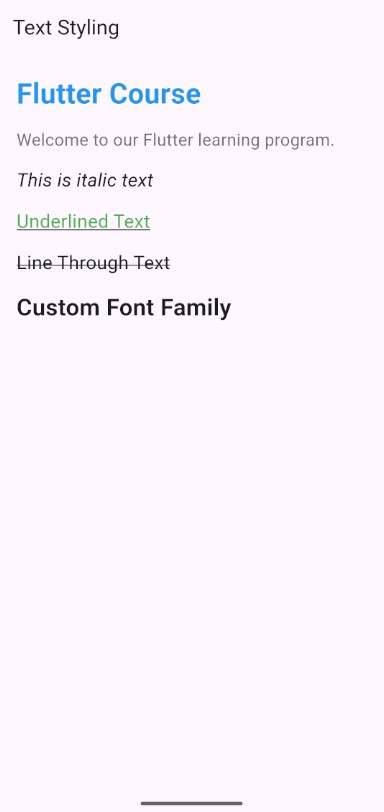 Text Styling
Flutter Course
Welcome to our Flutter learning program.
This is italic text
Underlined Text
Line Through Text
Custom Font Family